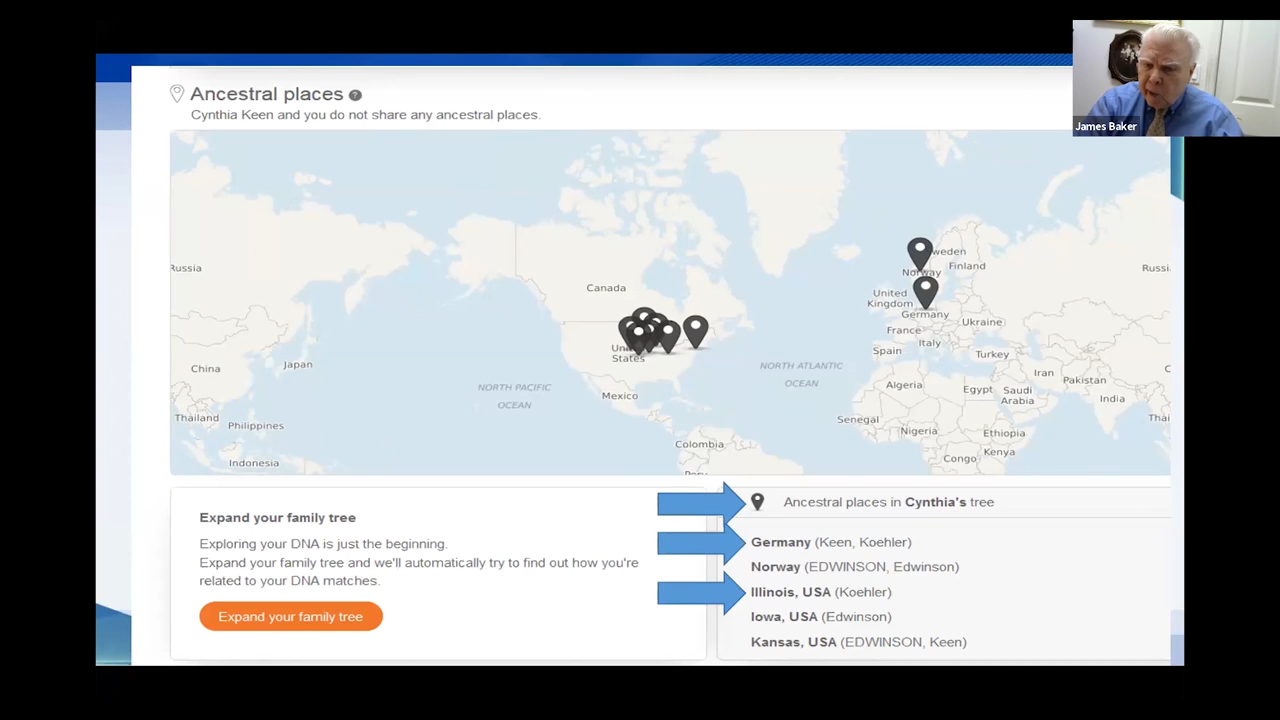 Ancestral places ?
Cynthia Keen and you do not share any ancestral places.
James Baker
Russia
Canada
weden
Norway
Finland
Russi
United
Kingdom
Germany
France
Ukraine
Italy
Spain
Turkey
China
Japan
States
Mexico
NORTH PACIFIC
OCEAN
NORTH ATLANTIC
OCEAN
Algeria
Egypt
Saudi
Arabia
Iran
Pakistan
India
C
Thailand
Philippines
Senegal
Nigeria
Ethiopia
Thai
Indonesia
Colombia
Congo
Kenya
Expand your family tree
Exploring your DNA is just the beginning.
Expand your family tree and we'll automatically try to find out how you're
related to your DNA matches.
Expand your family tree
Ancestral places in Cynthia's tree
Germany (Keen, Koehler)
Norway (EDWINSON, Edwinson)
Illinois, USA (Koehler)
Iowa, USA (Edwinson)
Kansas, USA (EDWINSON, Keen)